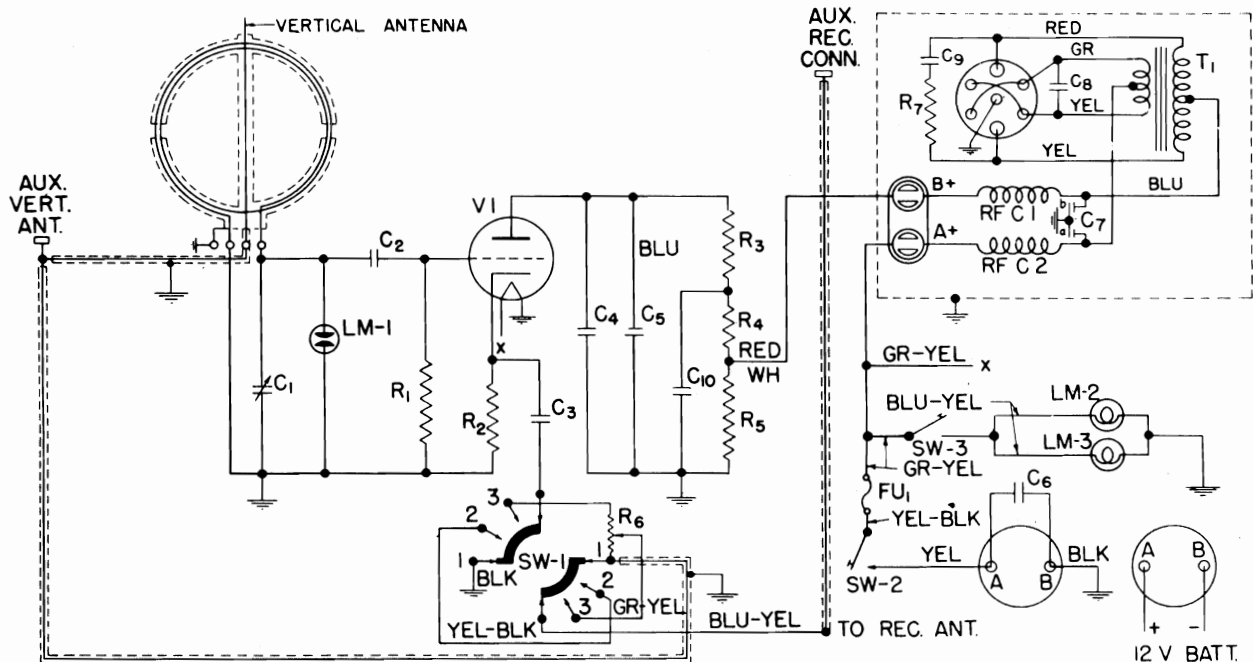 VERTICAL ANTENNA
AUX.
REC.
CONN.
RED
GR
C9
C8
T1
R7
YEL
YEL
AUX.
VERT.
ANT.
V1
C2
BLU
R3
B+
RF C 1
b
C7
BLU
A+
a
RF C 2
LM-1
C4
C5
R4
RED
WH
C1
R1
X
R2
C3
C10
R5
GR-YEL
X
BLU-YEL
LM-2
SW-3
LM-3
GR-YEL
FU1
C6
YEL-BLK
3
2
R6
1
SW-1
1
BLK
2
3
GR-YEL
YEL-BLK
BLU-YEL
YEL
A
B
BLK
A
B
SW-2
TO REC. ANT.
+
-
12 V BATT.